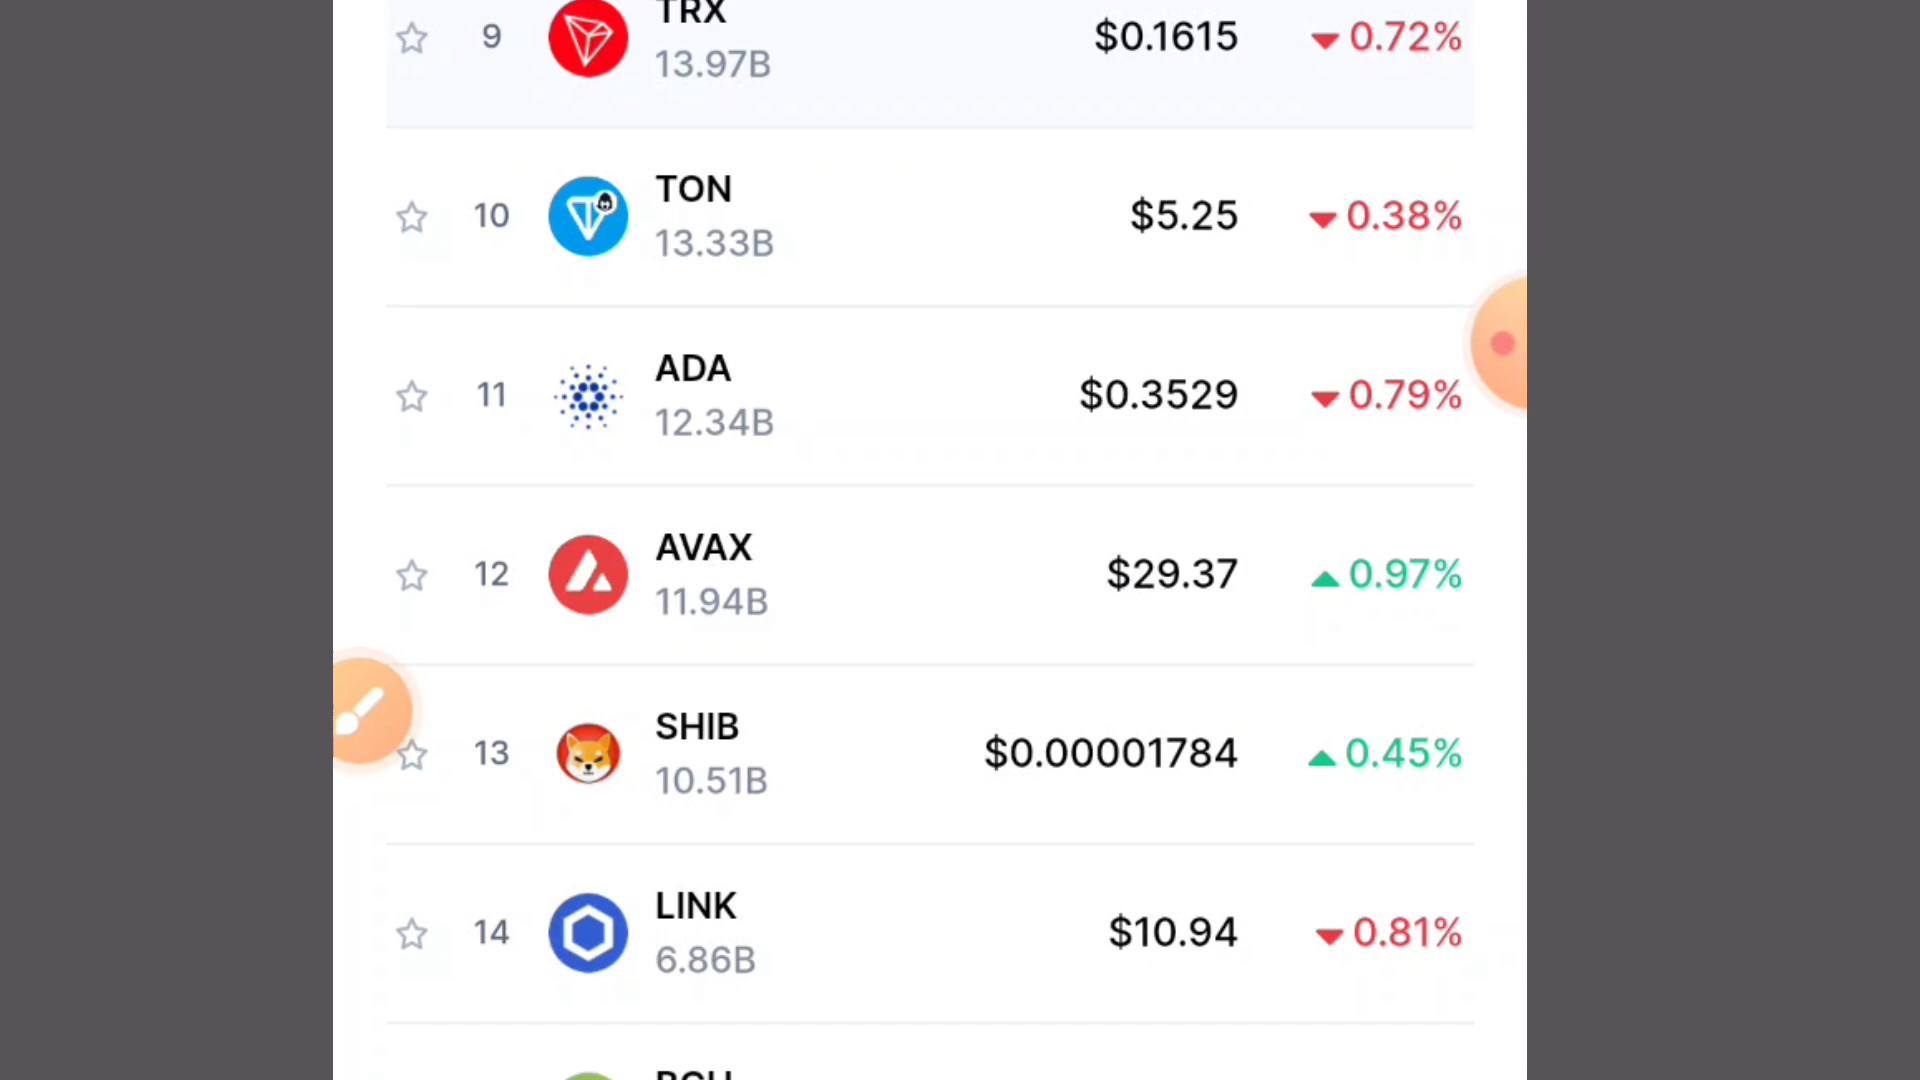 9 TRX $0.1615 0.72%
13.97B
10 TON $5.25 0.38%
13.33B
11 ADA $0.3529 0.79%
12.34B
12 AVAX $29.37 0.97%
11.94B
13 SHIB $0.00001784 0.45%
10.51B
14 LINK $10.94 0.81%
6.86B
BCH